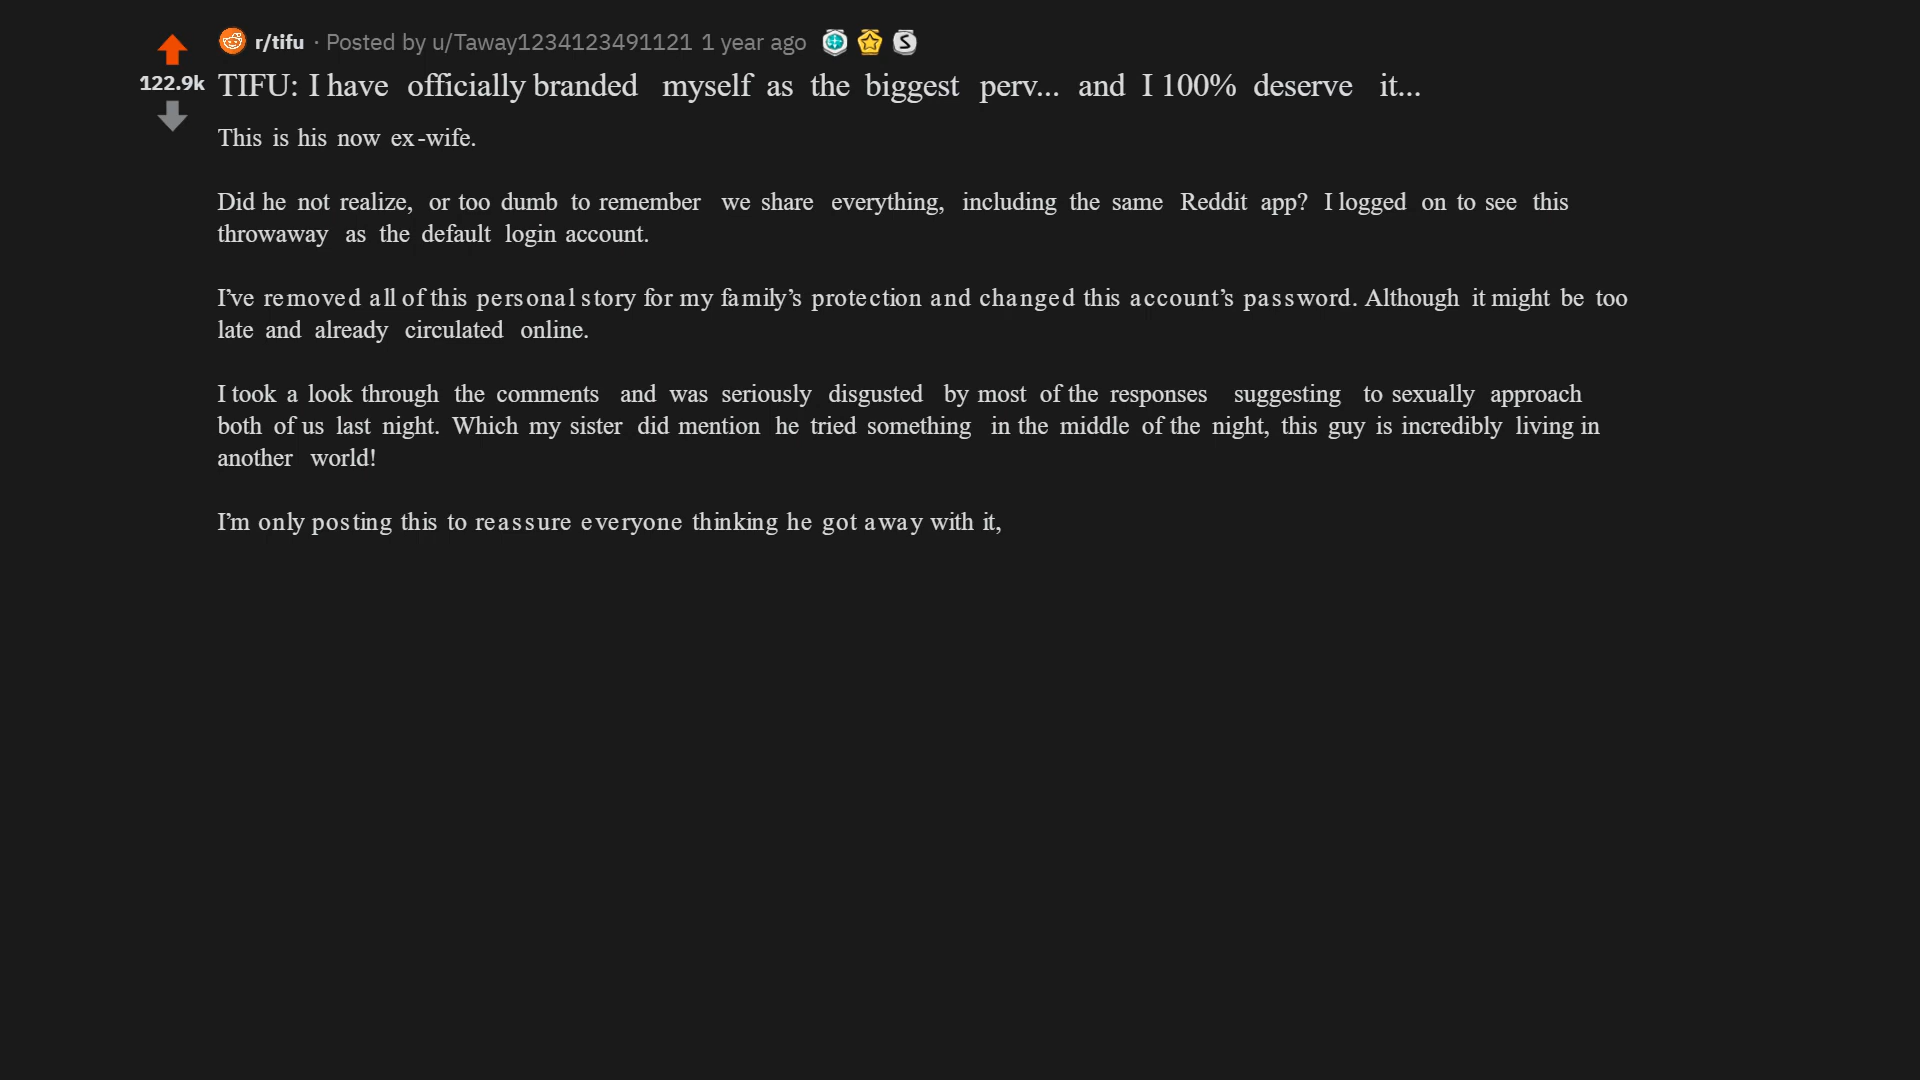 r/tifu · Posted by u/Taway1234123491121 1 year ago
122.9k
TIFU: I have officially branded myself as the biggest perv... and I 100% deserve it...
This is his now ex-wife.
Did he not realize, or too dumb to remember we share everything, including the same Reddit app? I logged on to see this
throwaway as the default login account.
I’ve removed all of this personal story for my family’s protection and changed this account’s password. Although it might be too
late and already circulated online.
I took a look through the comments and was seriously disgusted by most of the responses suggesting to sexually approach
both of us last night. Which my sister did mention he tried something in the middle of the night, this guy is incredibly living in
another world!
I’m only posting this to reassure everyone thinking he got away with it,